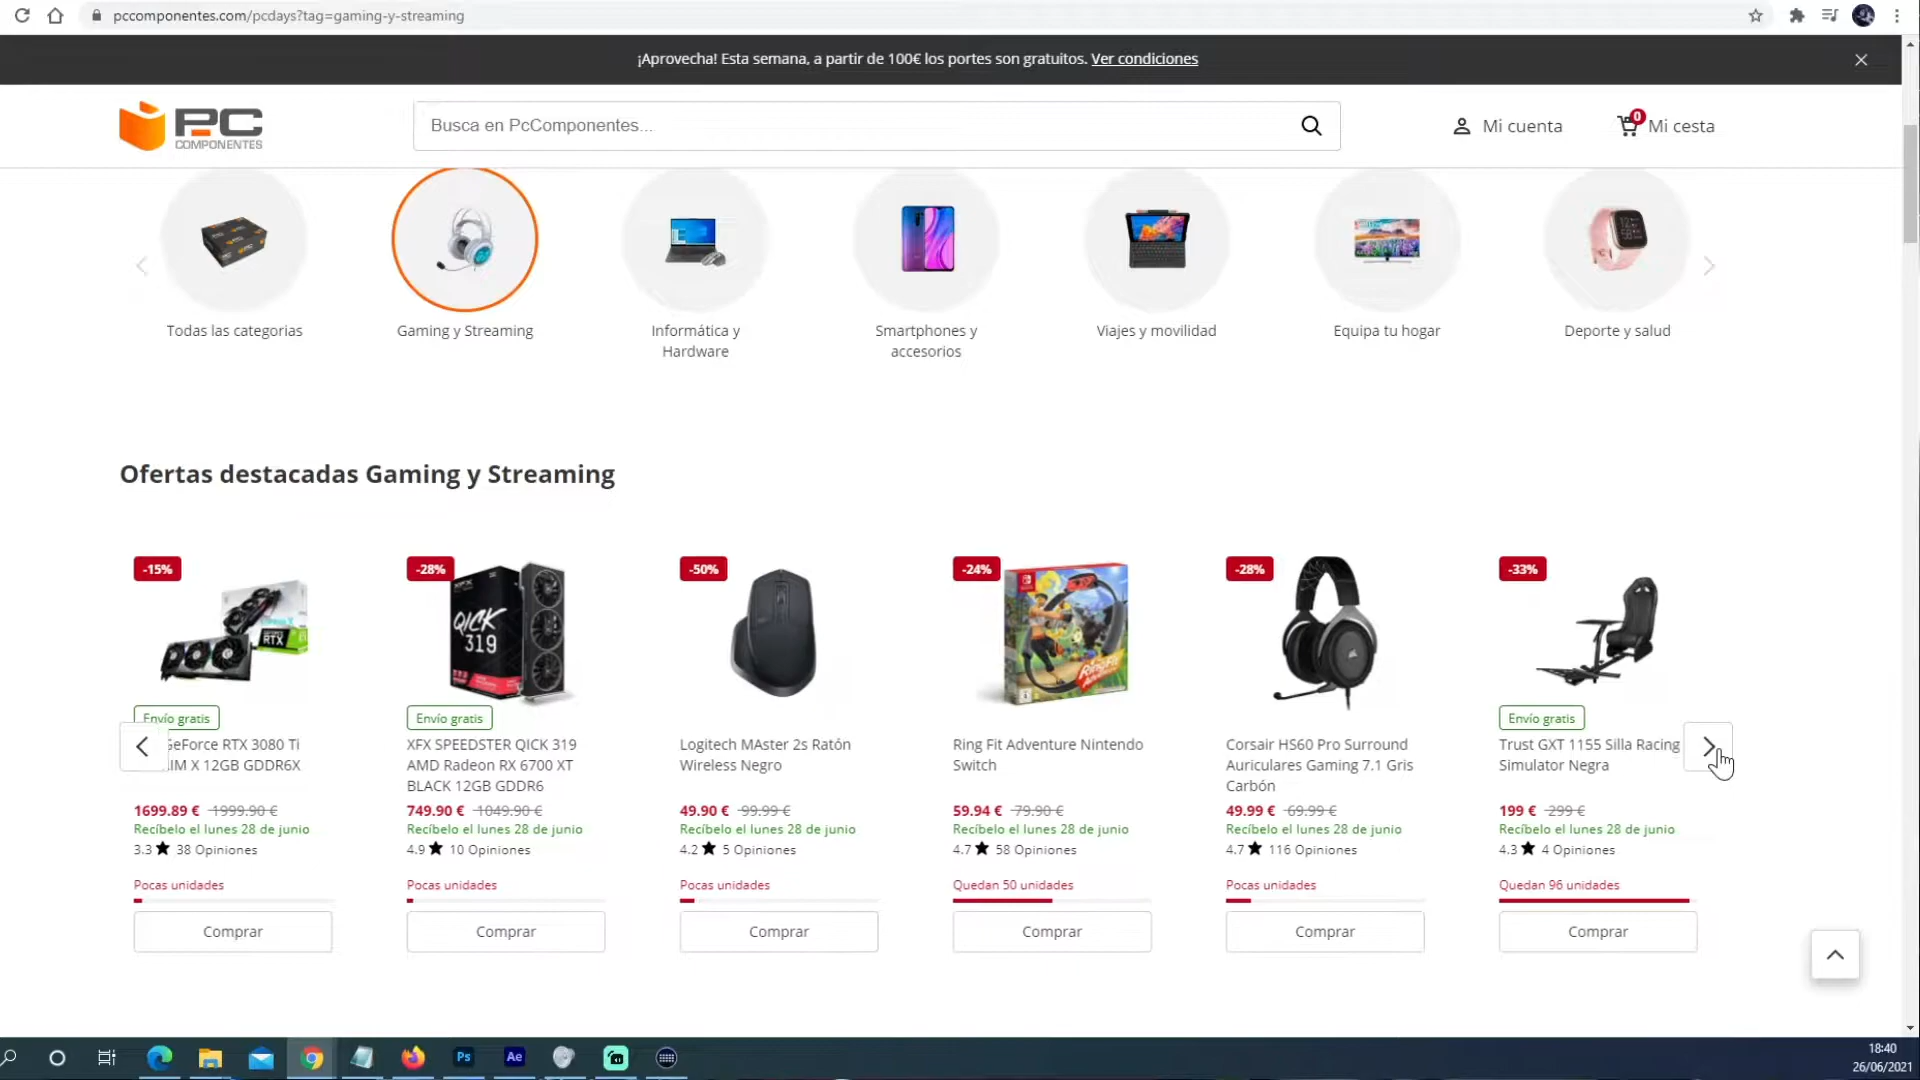 pccomponentes.com/pcdays?tag=gaming-y-streaming
¡Aprovecha! Esta semana, a partir de 100€ los portes son gratuitos. Ver condiciones
PC
COMPONENTES
Busca en PcComponentes...
Mi cuenta
0
Mi cesta
Todas las categorias
Gaming y Streaming
Informática y
Hardware
Smartphones y
accesorios
Viajes y movilidad
Equipa tu hogar
Deporte y salud
Ofertas destacadas Gaming y Streaming
-15%
RTX
Envío gratis
eForce RTX 3080 Ti
IM X 12GB GDDR6X
1699.89 € 1999.90 €
Recíbelo el lunes 28 de junio
3.3 ★ 38 Opiniones
Pocas unidades
Comprar
-28%
QICK
319
Envío gratis
XFX SPEEDSTER QICK 319
AMD Radeon RX 6700 XT
BLACK 12GB GDDR6
749.90 € 1049.90 €
Recíbelo el lunes 28 de junio
4.9 ★ 10 Opiniones
Pocas unidades
Comprar
-50%
Logitech MAster 2s Ratón
Wireless Negro
49.90 € 99.99 €
Recíbelo el lunes 28 de junio
4.2 ★ 5 Opiniones
Pocas unidades
Comprar
-24%
RingFit
Adventure
Ring Fit Adventure Nintendo
Switch
59.94 € 79.90 €
Recíbelo el lunes 28 de junio
4.7 ★ 58 Opiniones
Quedan 50 unidades
Comprar
-28%
Corsair HS60 Pro Surround
Auriculares Gaming 7.1 Gris
Carbón
49.99 € 69.99 €
Recíbelo el lunes 28 de junio
4.7 ★ 116 Opiniones
Pocas unidades
Comprar
-33%
Envío gratis
Trust GXT 1155 Silla Racing
Simulator Negra
199 € 299 €
Recíbelo el lunes 28 de junio
4.3 ★ 4 Opiniones
Quedan 96 unidades
Comprar
Ps
Ae
18:40
26/06/2021